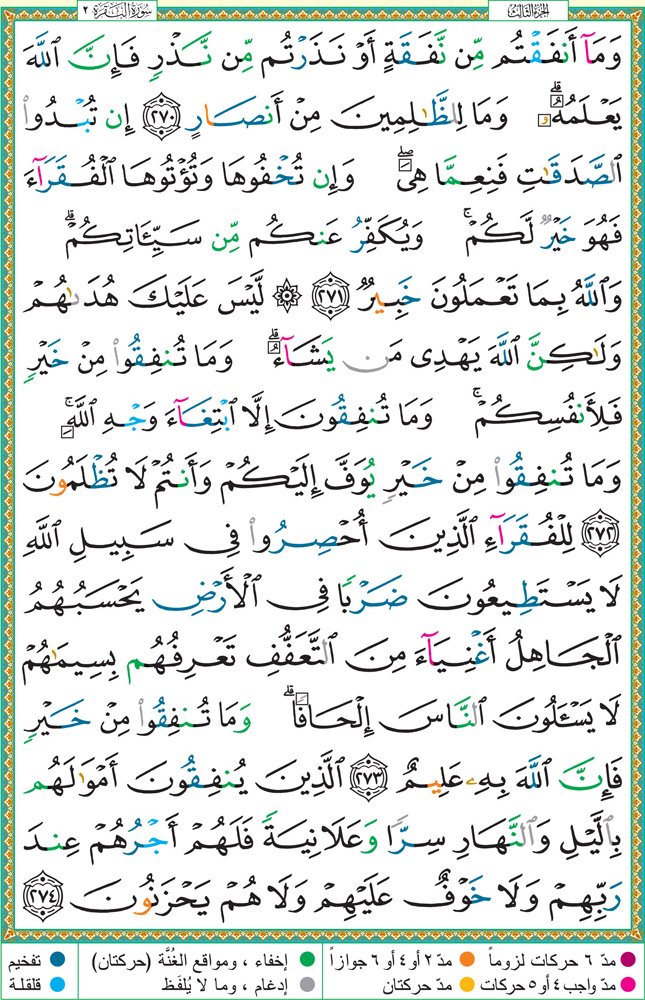 الجزء الثالث
سورة البقرة ٢
وَمَآ أَنفَقْتُم مِّن نَّفَقَةٍ أَوْ نَذَرْتُم مِّن نَّذْرٍ فَإِنَّ ٱللَّهَ
يَعْلَمُهُۥ ۗ وَمَا لِلظَّٰلِمِينَ مِنْ أَنصَارٍ ٢٧٠ إِن تُبْدُوا۟
ٱلصَّدَقَٰتِ فَنِعِمَّا هِىَ ۖ وَإِن تُخْفُوهَا وَتُؤْتُوهَا ٱلْفُقَرَآءَ
فَهُوَ خَيْرٌ لَّكُمْ ۚ وَيُكَفِّرُ عَنكُم مِّن سَيِّـَٔاتِكُمْ ۗ
وَٱللَّهُ بِمَا تَعْمَلُونَ خَبِيرٌ ٢٧١ ۞ لَّيْسَ عَلَيْكَ هُدَىٰهُمْ
وَلَٰكِنَّ ٱللَّهَ يَهْدِى مَن يَشَآءُ ۗ وَمَا تُنفِقُوا۟ مِنْ خَيْرٍ
فَلِأَنفُسِكُمْ ۚ وَمَا تُنفِقُونَ إِلَّا ٱبْتِغَآءَ وَجْهِ ٱللَّهِ ۚ
وَمَا تُنفِقُوا۟ مِنْ خَيْرٍ يُوَفَّ إِلَيْكُمْ وَأَنتُمْ لَا تُظْلَمُونَ
٢٧٢ لِلْفُقَرَآءِ ٱلَّذِينَ أُحْصِرُوا۟ فِى سَبِيلِ ٱللَّهِ
لَا يَسْتَطِيعُونَ ضَرْبًا فِى ٱلْأَرْضِ يَحْسَبُهُمُ
ٱلْجَاهِلُ أَغْنِيَآءَ مِنَ ٱلتَّعَفُّفِ تَعْرِفُهُم بِسِيمَٰهُمْ
لَا يَسْـَٔلُونَ ٱلنَّاسَ إِلْحَافًا ۗ وَمَا تُنفِقُوا۟ مِنْ خَيْرٍ
فَإِنَّ ٱللَّهَ بِهِۦ عَلِيمٌ ٢٧٣ ٱلَّذِينَ يُنفِقُونَ أَمْوَٰلَهُم
بِٱلَّيْلِ وَٱلنَّهَارِ سِرًّا وَعَلَانِيَةً فَلَهُمْ أَجْرُهُمْ عِندَ
رَبِّهِمْ وَلَا خَوْفٌ عَلَيْهِمْ وَلَا هُمْ يَحْزَنُونَ ٢٧٤
مدّ ٦ حركات لزوماً
مدّ ٢ أو ٤ أو ٦ جوازاً
إخفاء ، ومواقع الغُنَّة (حركتان)
تفخيم
مدّ واجب ٤ أو ٥ حركات
مدّ حركتان
إدغام ، وما لا يُلفَظ
قلقلة